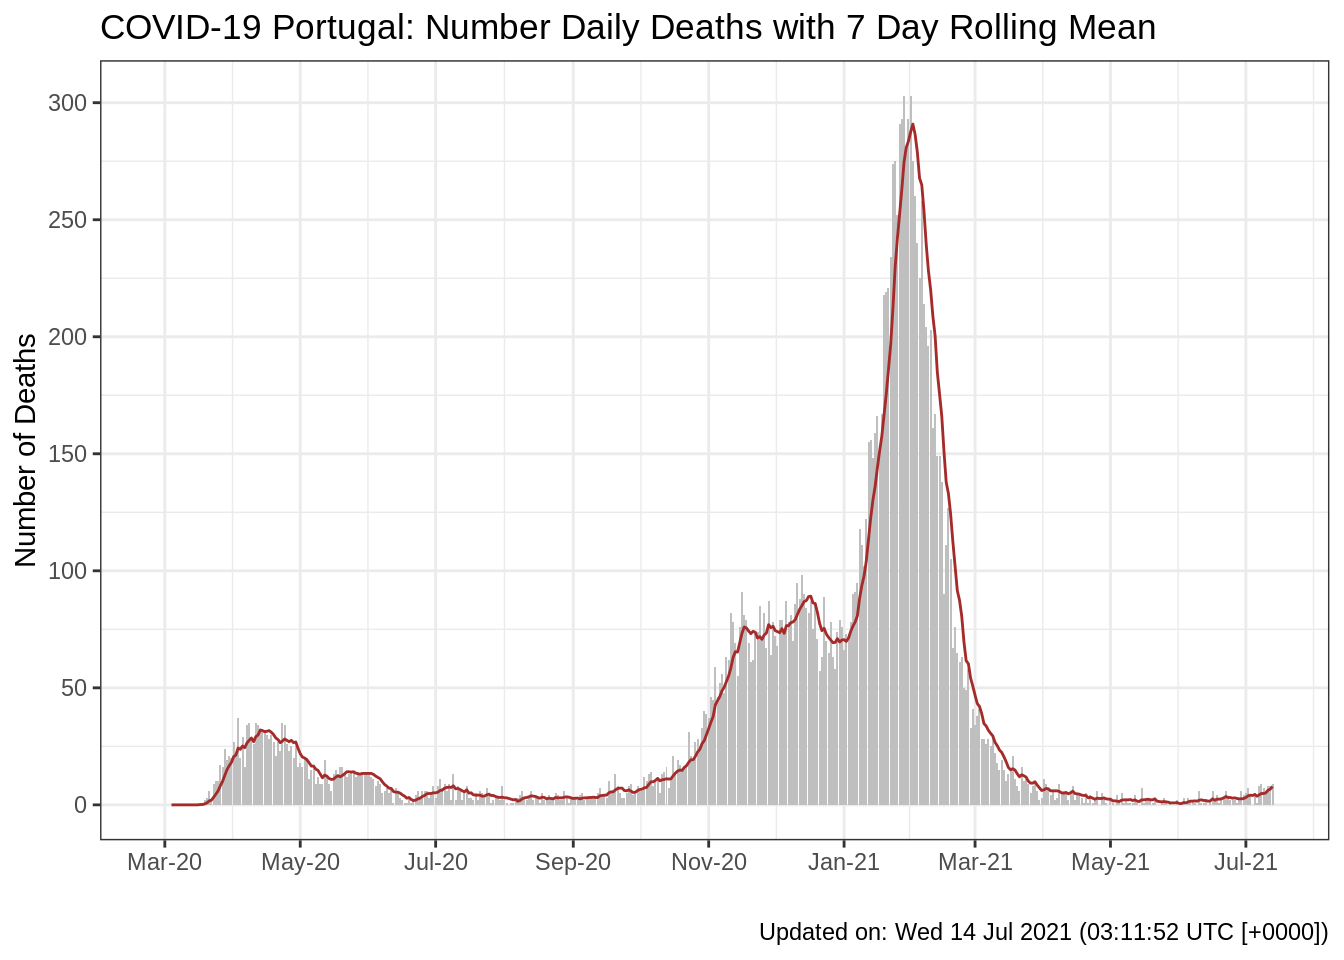 COVID-19 Portugal: Number Daily Deaths with 7 Day Rolling Mean
Number of Deaths
300
250
200
150
100
50
0
Mar-20 May-20 Jul-20 Sep-20 Nov-20 Jan-21 Mar-21 May-21 Jul-21
Updated on: Wed 14 Jul 2021 (03:11:52 UTC [+0000])